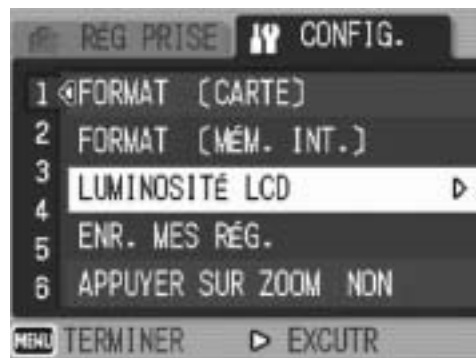 RÉG PRISE CONFIG.
1 FORMAT (CARTE)
2 FORMAT (MÉM. INT.)
3 LUMINOSITÉ LCD
4
5 ENR. MES RÉG.
6 APPUYER SUR ZOOM NON
MENU TERMINER EXCUTR